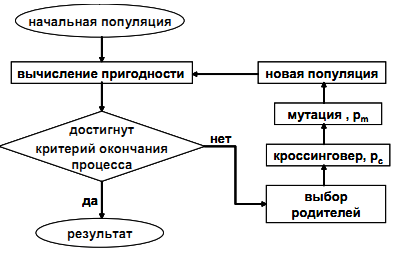 начальная популяция
вычисление пригодности
новая популяция
мутация , pm
достигнут
критерий окончания
процесса
нет
кроссинговер, pc
да
выбор
родителей
результат